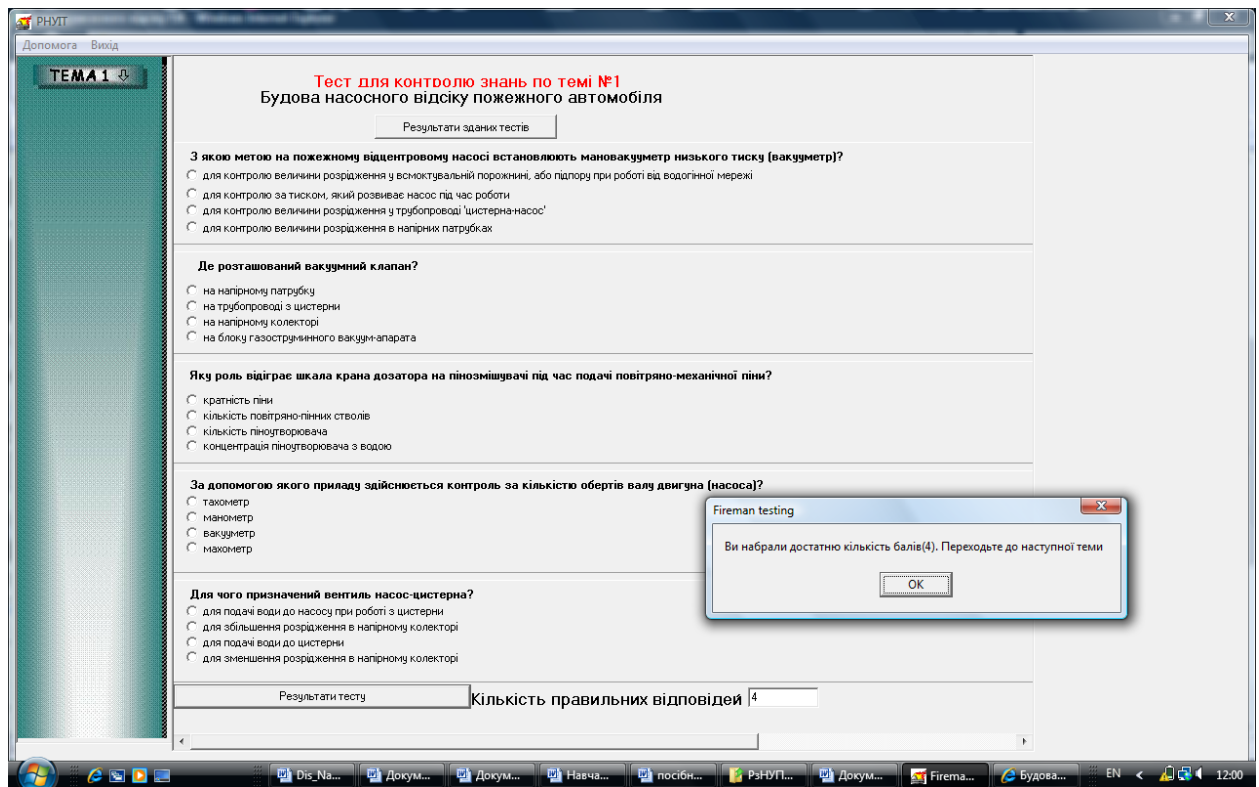 РНУПТ
Допомога Вихід
ТЕМА 1
Тест для контролю знань по темі №1
Будова насосного відсіку пожежного автомобіля
Результати зданих тестів
З якою метою на пожежному відцентровому насосі встановлюють мановакууметр низького тиску (вакууметр)?
для контролю величини розрідження у всмоктувальній порожнині, або підпору при роботі від водогінної мережі
для контролю за тиском, який розвиває насос під час роботи
для контролю величини розрідження у трубопроводі 'цистерна-насос'
для контролю величини розрідження в напірних патрубках
Де розташований вакуумний клапан?
на напірному патрубку
на трубопроводі з цистерни
на напірному колекторі
на блоку газоструминного вакуум-апарата
Яку роль відіграє шкала крана дозатора на пінозмішувачі під час подачі повітряно-механічної піни?
кратність піни
кількість повітряно-пінних стволів
кількість піноутворювача
концентрація піноутворювача з водою
За допомогою якого приладу здійснюється контроль за кількістю обертів валу двигуна (насоса)?
тахометр
манометр
вакууметр
махометр
Fireman testing
Ви набрали достатню кількість балів(4). Переходьте до наступної теми
OK
Для чого призначений вентиль насос-цистерна?
для подачі води до насосу при роботі з цистерни
для збільшення розрідження в напірному колекторі
для подачі води до цистерни
для зменшення розрідження в напірному колекторі
Результати тесту Кількість правильних відповідей 4
Dis_Na... Докум... Докум... Навча... посібн... РзНУП... Докум... Firema... Будова... EN 12:00